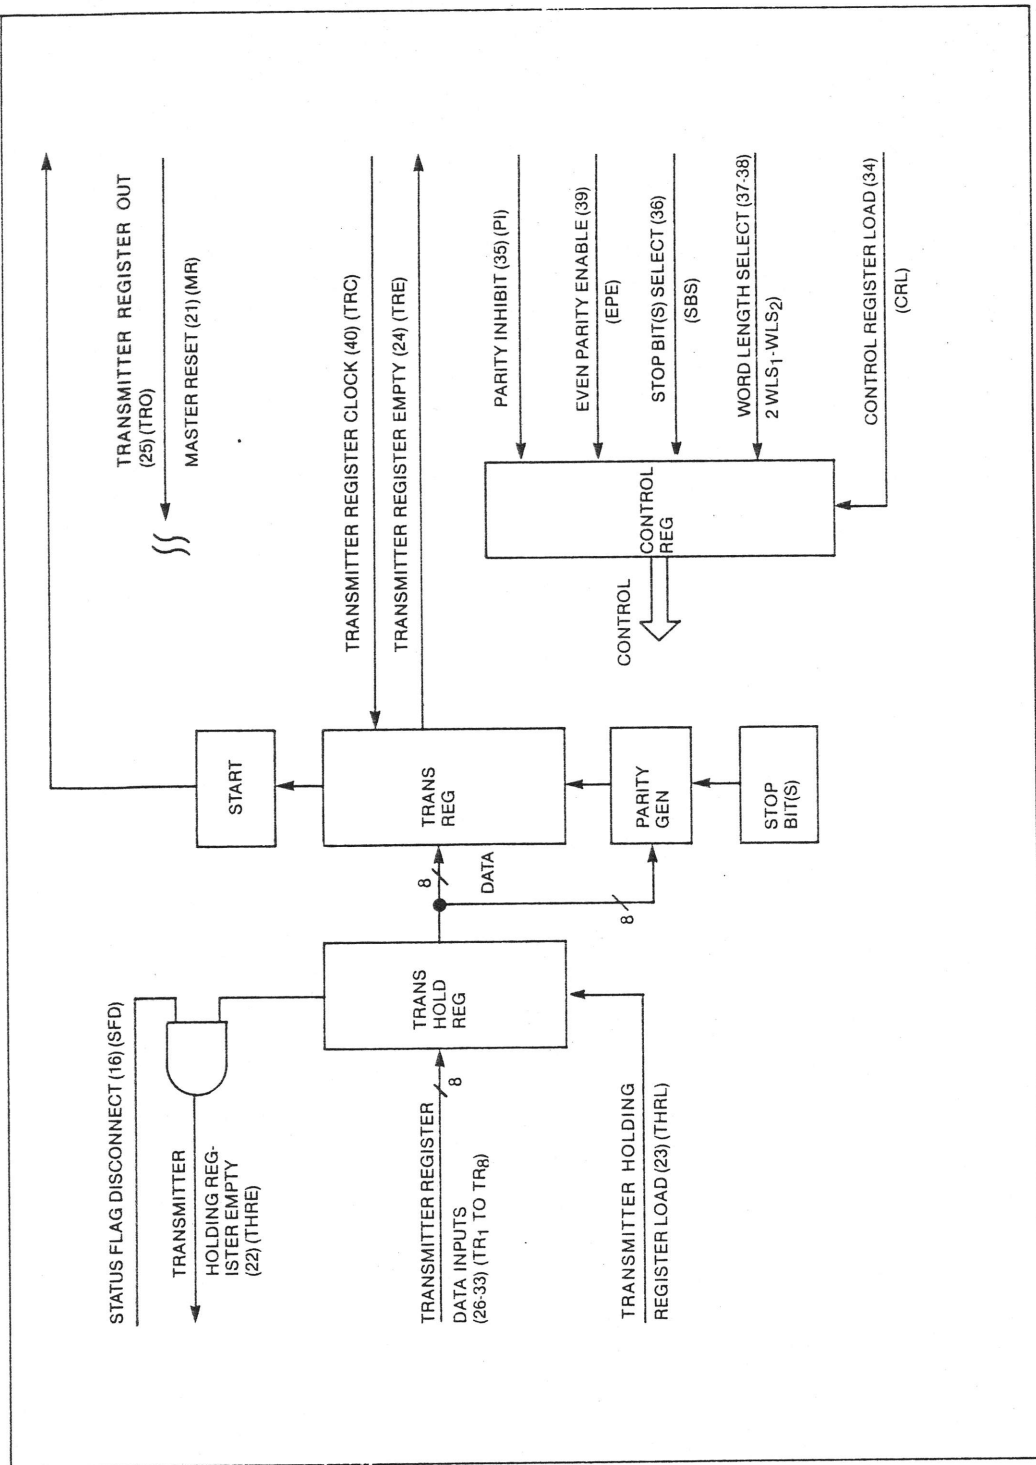 STATUS FLAG DISCONNECT (16) (SFD)
TRANSMITTER
HOLDING REG-
ISTER EMPTY
(22) (THRE)
TRANSMITTER REGISTER
DATA INPUTS
(26-33) (TR1 TO TR8)
8
TRANSMITTER HOLDING
REGISTER LOAD (23) (THRL)
TRANS
HOLD
REG
8
DATA
8
START
TRANS
REG
PARITY
GEN
STOP
BIT(S)
TRANSMITTER REGISTER OUT
(25) (TRO)
MASTER RESET (21) (MR)
TRANSMITTER REGISTER CLOCK (40) (TRC)
TRANSMITTER REGISTER EMPTY (24) (TRE)
CONTROL
CONTROL
REG
PARITY INHIBIT (35) (PI)
EVEN PARITY ENABLE (39)
(EPE)
STOP BIT(S) SELECT (36)
(SBS)
WORD LENGTH SELECT (37-38)
2 WLS1-WLS2)
CONTROL REGISTER LOAD (34)
(CRL)